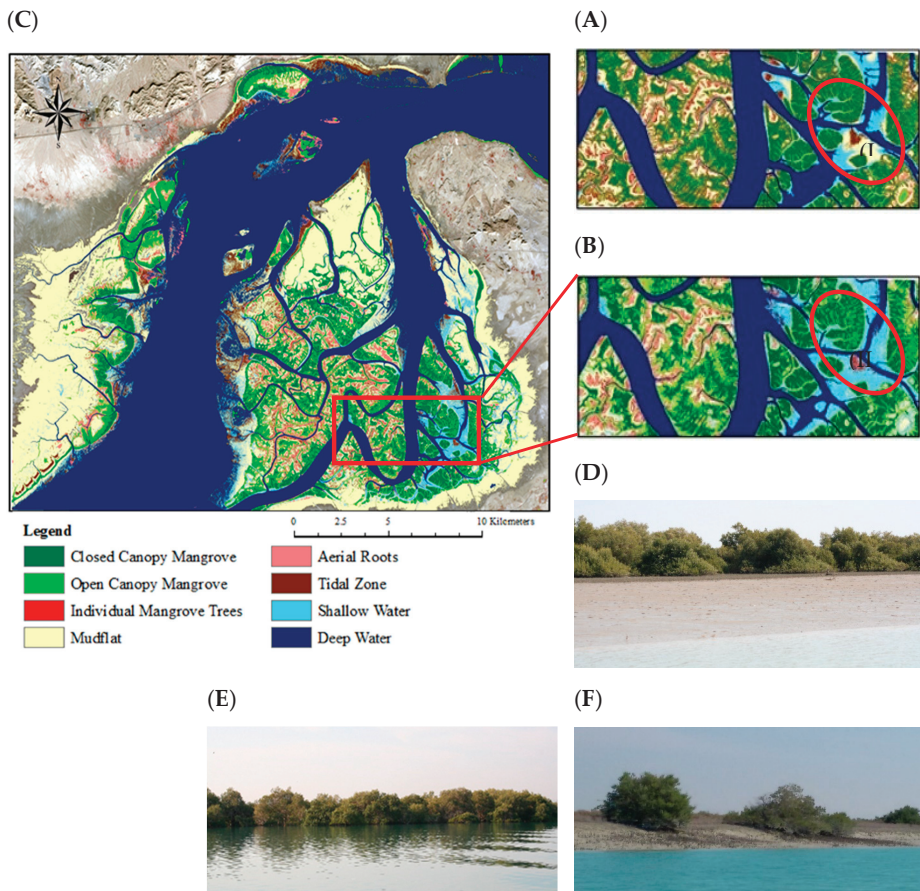 (C)
(A)
S
D
(B)
(D)
Legend
0 2.5 5 10 Kilometers
Closed Canopy Mangrove
Open Canopy Mangrove
Individual Mangrove Trees
Mudflat
Aerial Roots
Tidal Zone
Shallow Water
Deep Water
(E)
(F)